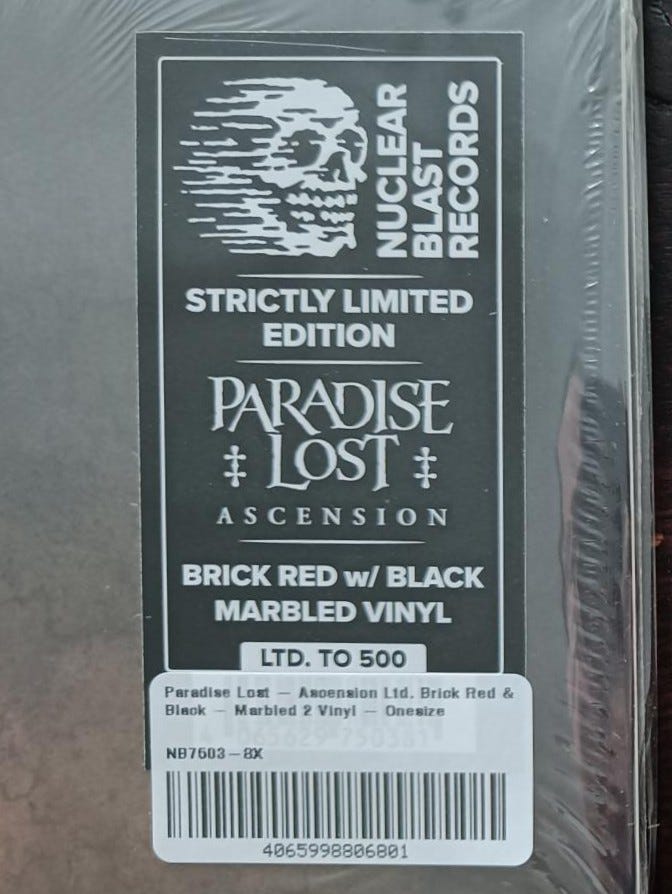 NUCLEAR
BLAST
RECORDS
STRICTLY LIMITED
EDITION
PARADISE
LOST
ASCENSION
BRICK RED w/ BLACK
MARBLED VINYL
LTD. TO 500
Paradise Lost — Ascension Ltd. Brick Red &
Black — Marbled 2 Vinyl — Onesize
NB7503-8X
4065998806801